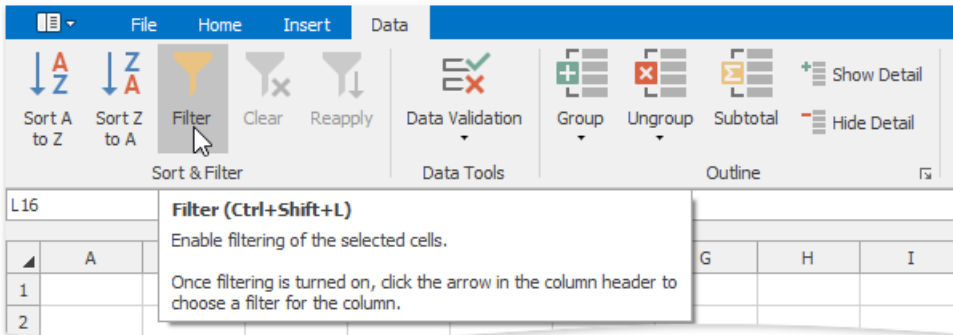 File Home Insert Data
A
Z
Z
A
Sort A
to Z
Sort Z
to A
Filter
Clear
Reapply
Data Validation
Group
Ungroup
Subtotal
Show Detail
Hide Detail
Sort & Filter
Data Tools
Outline
L16
Filter (Ctrl+Shift+L)
Enable filtering of the selected cells.
Once filtering is turned on, click the arrow in the column header to
choose a filter for the column.
A G H I
1
2